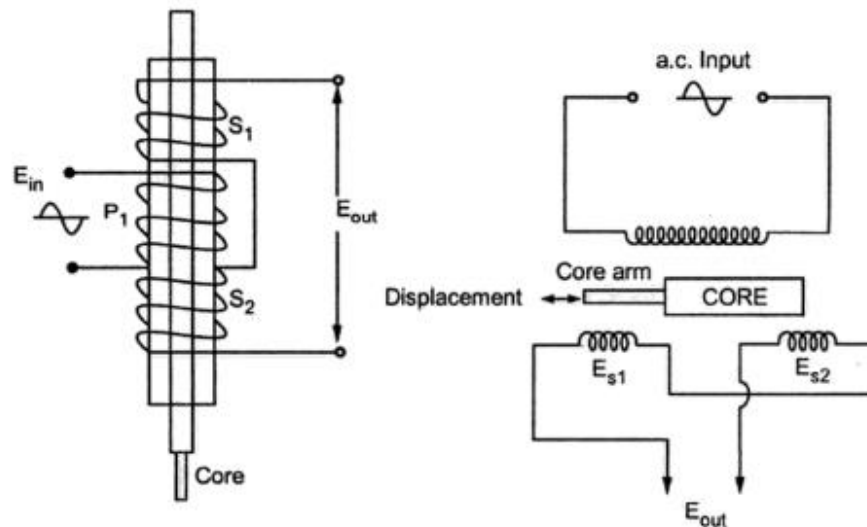 S1
Ein
P1
Eout
S2
Core
a.c. Input
Core arm
Displacement
CORE
Es1
Es2
Eout